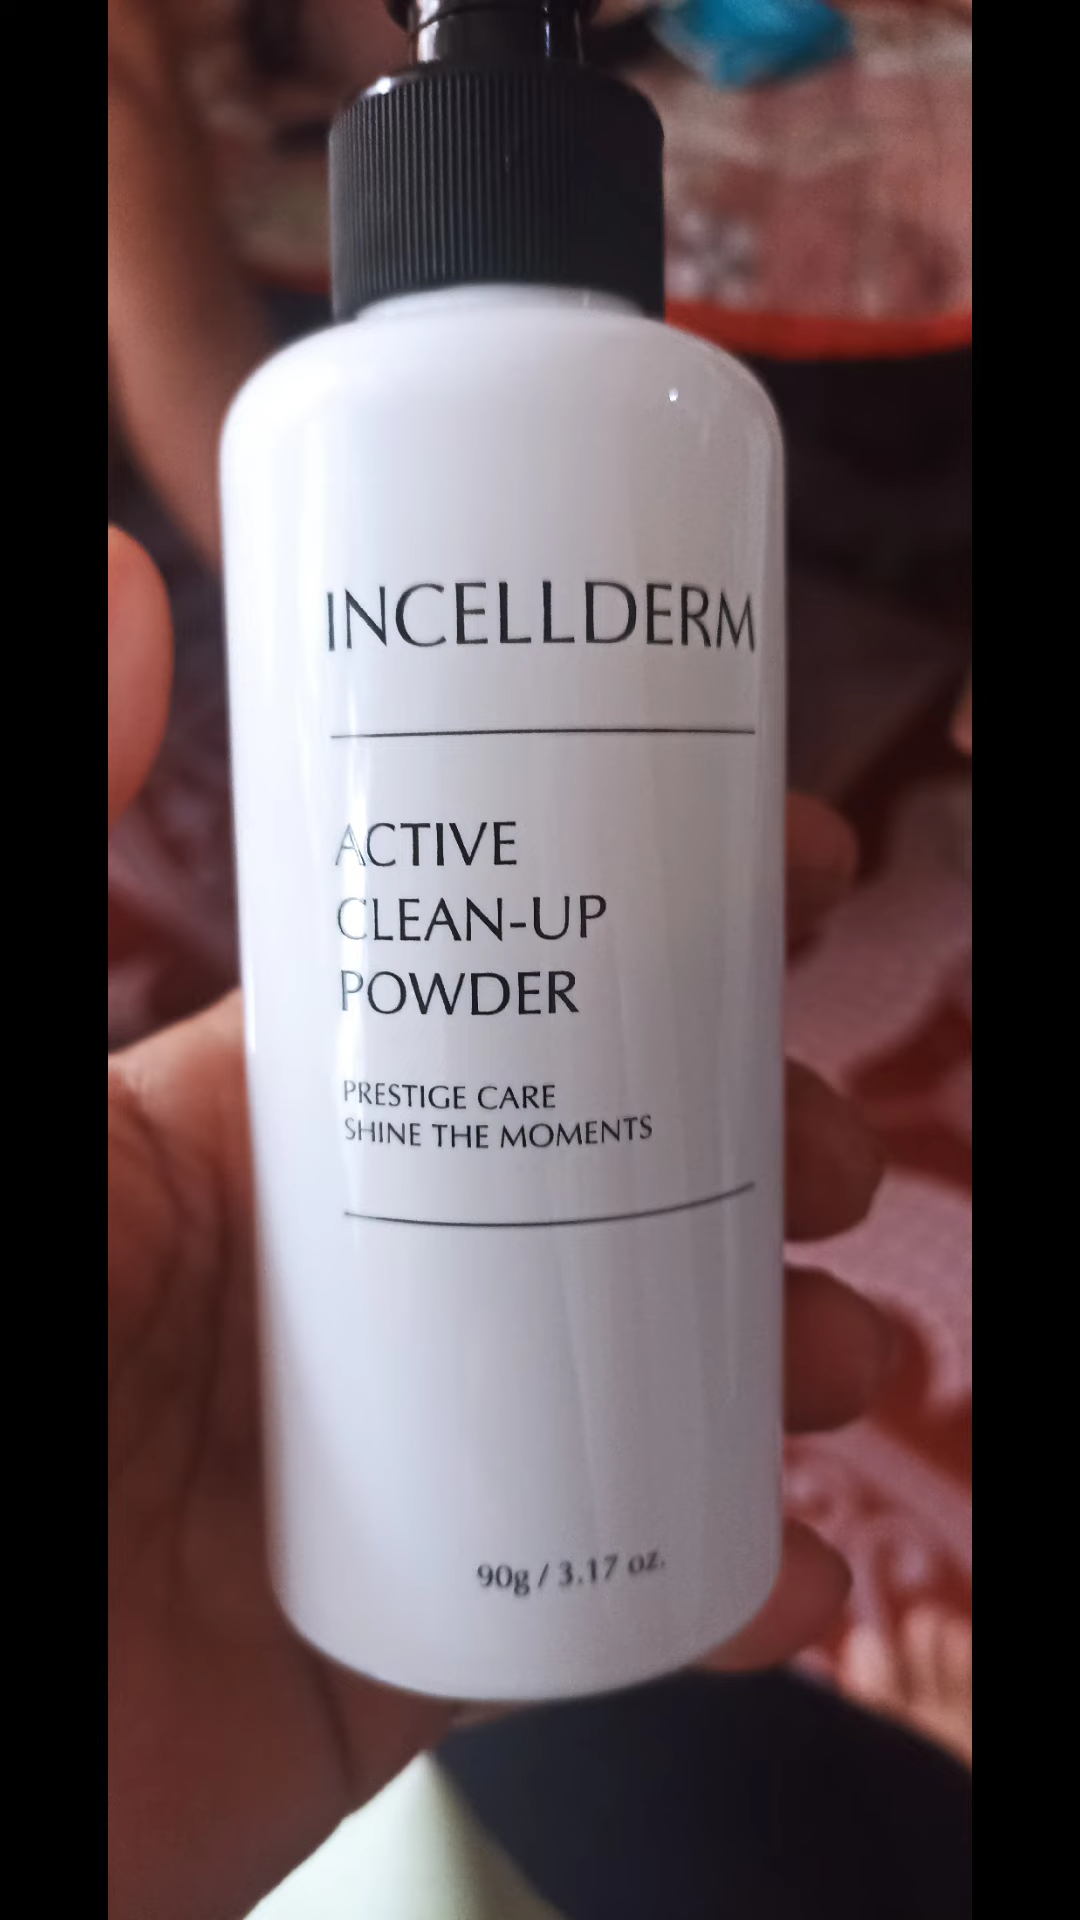 INCELLDERM
ACTIVE
CLEAN-UP
POWDER
PRESTIGE CARE
SHINE THE MOMENTS
90g / 3.17 oz.